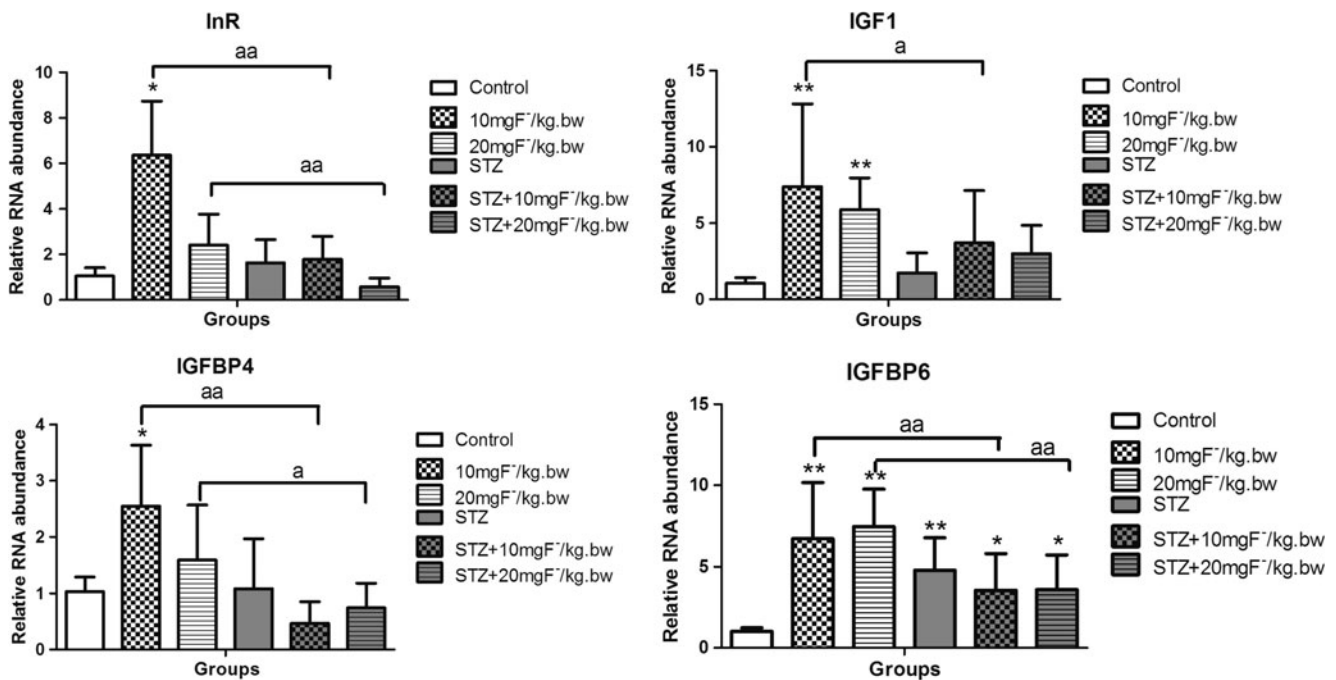 InR
aa
Relative RNA abundance
10
8
6
4
2
0
*
aa
Groups
Control
10mgF⁻/kg.bw
20mgF⁻/kg.bw
STZ
STZ+10mgF⁻/kg.bw
STZ+20mgF⁻/kg.bw
IGF1
a
Relative RNA abundance
15
10
5
0
**
**
Groups
Control
10mgF⁻/kg.bw
20mgF⁻/kg.bw
STZ
STZ+10mgF⁻/kg.bw
STZ+20mgF⁻/kg.bw
IGFBP4
aa
Relative RNA abundance
4
3
2
1
0
*
a
Groups
Control
10mgF⁻/kg.bw
20mgF⁻/kg.bw
STZ
STZ+10mgF⁻/kg.bw
STZ+20mgF⁻/kg.bw
IGFBP6
Relative RNA abundance
15
10
5
0
aa
aa
**
**
**
*
*
Groups
Control
10mgF⁻/kg.bw
20mgF⁻/kg.bw
STZ
STZ+10mgF⁻/kg.bw
STZ+20mgF⁻/kg.bw